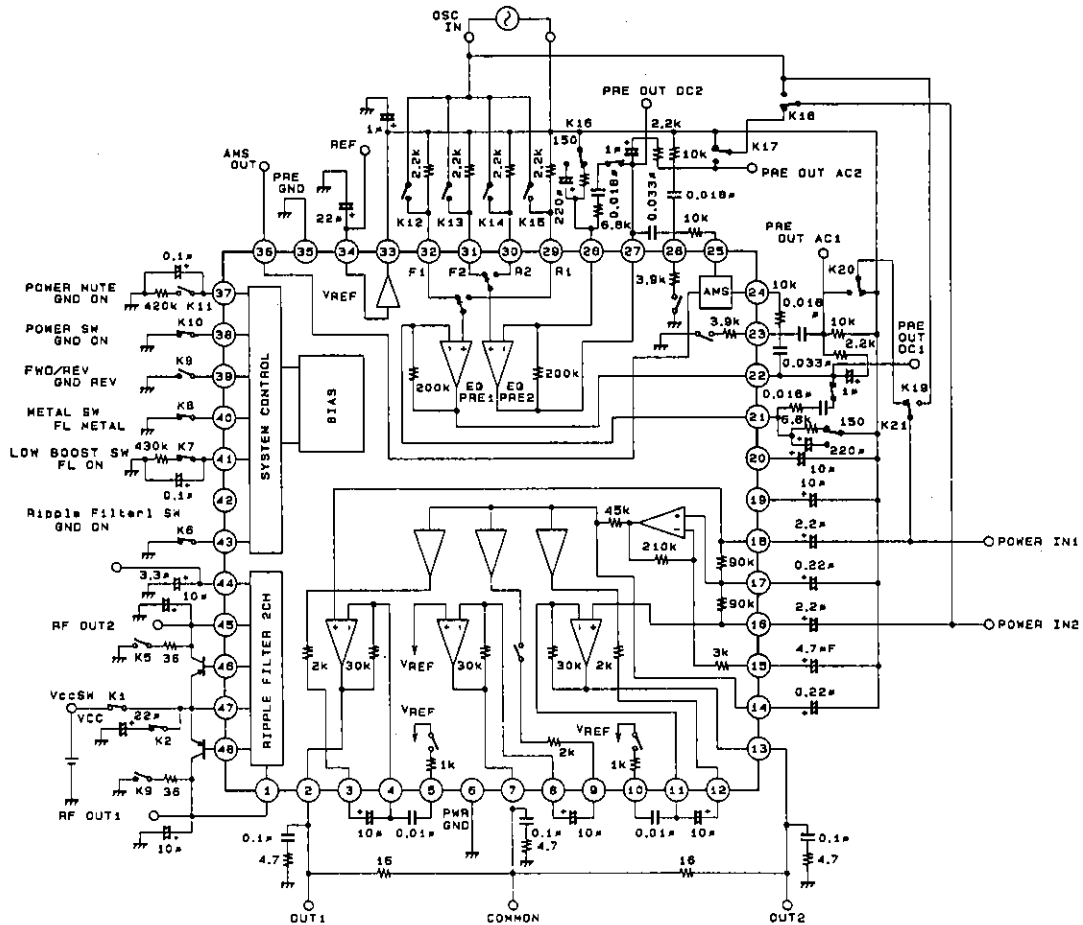 OSC
IN
PRE OUT DC2
K18
K16
150
2.2k
1μ
K17
AMS
OUT
REF
PRE
GND
1μ
2.2k
2.2k
2.2k
2.2k
10k
PRE OUT AC2
22μ
K12
K13
K14
K15
220μ
0.018μ
6.8k
0.033μ
0.018μ
10k
PRE
OUT AC1
K20
36
35
34
33
32
31
30
29
28
27
26
25
F1
F2
R2
R1
VREF
3.9k
AMS
24
10k
0.018μ
0.1μ
POWER MUTE
GND ON
420k
K11
37
POWER SW
GND ON
K10
38
3.9k
23
10k
2.2k
PRE
OUT
DC1
FWD/REV
GND REV
K9
39
200k
EQ
PRE1
EQ
PRE2
200k
22
0.033μ
1μ
K19
METAL SW
FL METAL
K8
40
SYSTEM CONTROL
BIAS
21
0.018μ
6.8k
150
K21
LOW BOOST SW
FL ON
430k
K7
41
0.1μ
20
220μ
10μ
42
19
10μ
Ripple Filter1 SW
GND ON
K6
43
45k
210k
18
2.2μ
POWER IN1
90k
3.3μ
44
17
0.22μ
10μ
90k
RF OUT2
45
16
2.2μ
POWER IN2
K5
36
46
RIPPLE FILTER 2CH
2k
30k
VREF
30k
30k
2k
3k
15
4.7μF
VccSW
K1
VCC
47
14
0.22μ
22μ
K2
VREF
VREF
48
2k
13
K9
36
1k
1k
1
2
3
4
5
6
7
8
9
10
11
12
RF OUT1
10μ
10μ
0.01μ
PWR
GND
0.1μ
10μ
0.01μ
10μ
0.1μ
4.7
4.7
0.1μ
4.7
16
16
OUT1
COMMON
OUT2